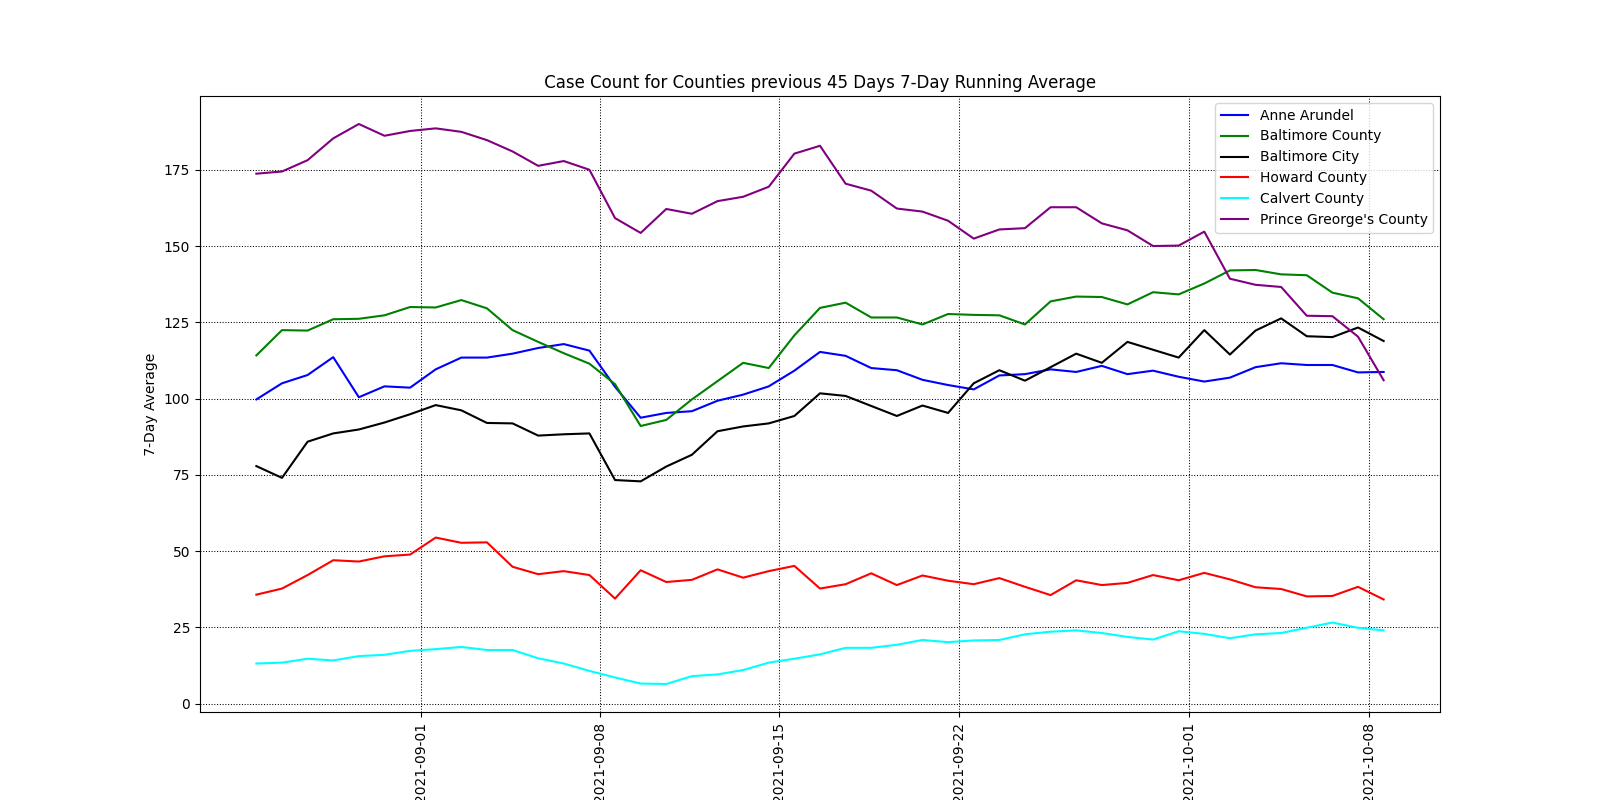 Case Count for Counties previous 45 Days 7-Day Running Average
Anne Arundel
Baltimore County
Baltimore City
Howard County
Calvert County
Prince Greorge's County
7-Day Average
175
150
125
100
75
50
25
0
2021-09-01
2021-09-08
2021-09-15
2021-09-22
2021-10-01
2021-10-08